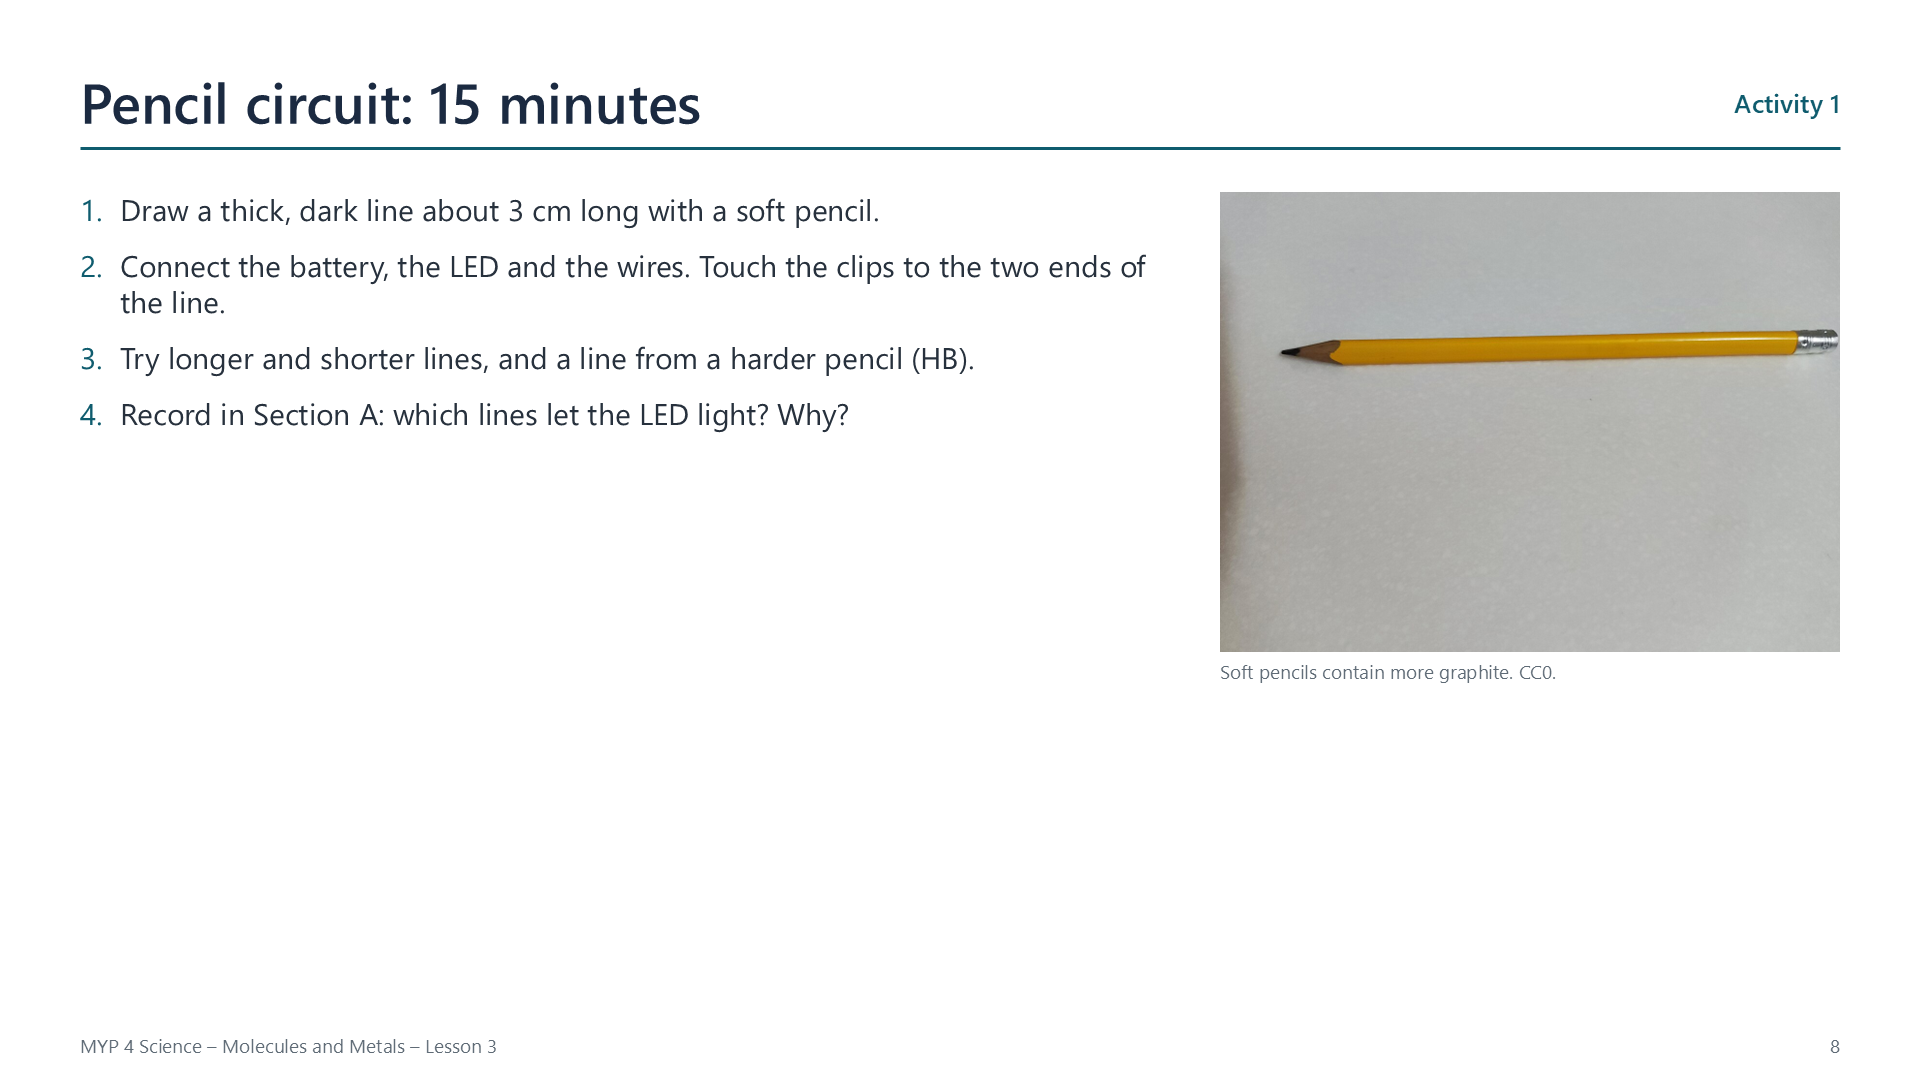 Pencil circuit: 15 minutes
Activity 1
1. Draw a thick, dark line about 3 cm long with a soft pencil.
2. Connect the battery, the LED and the wires. Touch the clips to the two ends of
the line.
3. Try longer and shorter lines, and a line from a harder pencil (HB).
4. Record in Section A: which lines let the LED light? Why?
Soft pencils contain more graphite. CC0.
MYP 4 Science – Molecules and Metals – Lesson 3
8